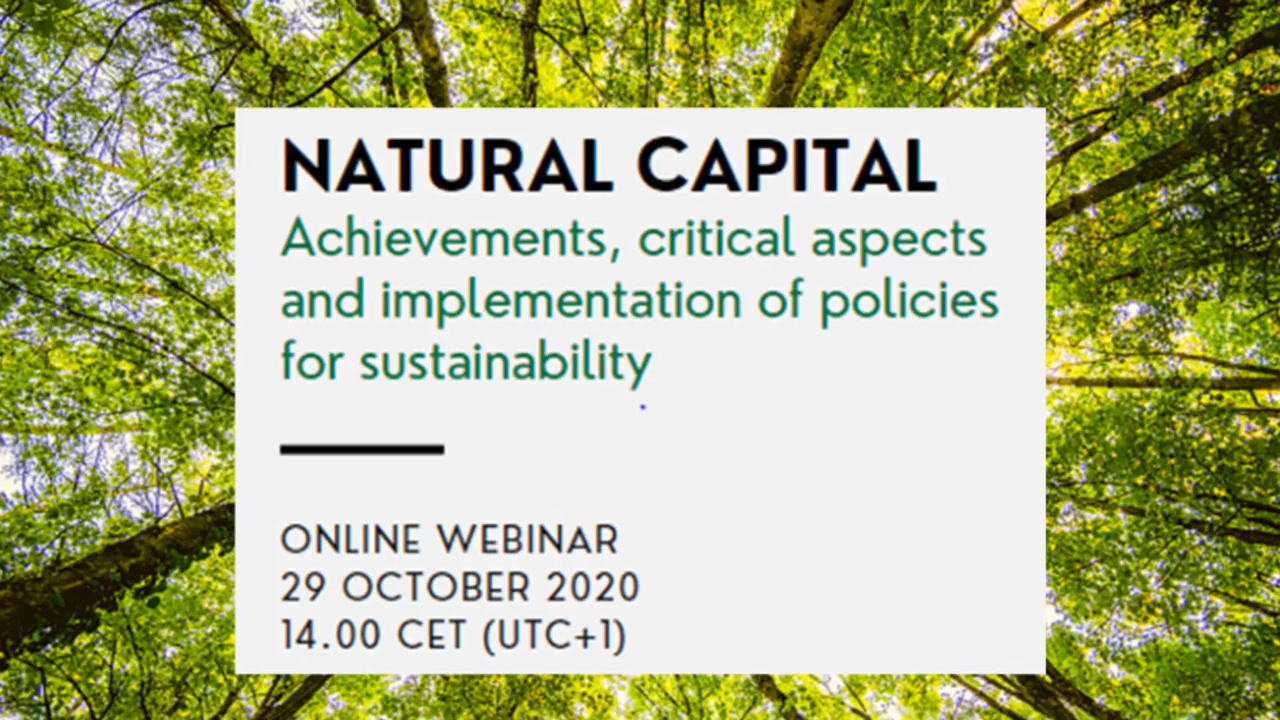 NATURAL CAPITAL
Achievements, critical aspects
and implementation of policies
for sustainability
ONLINE WEBINAR
29 OCTOBER 2020
14.00 CET (UTC+1)